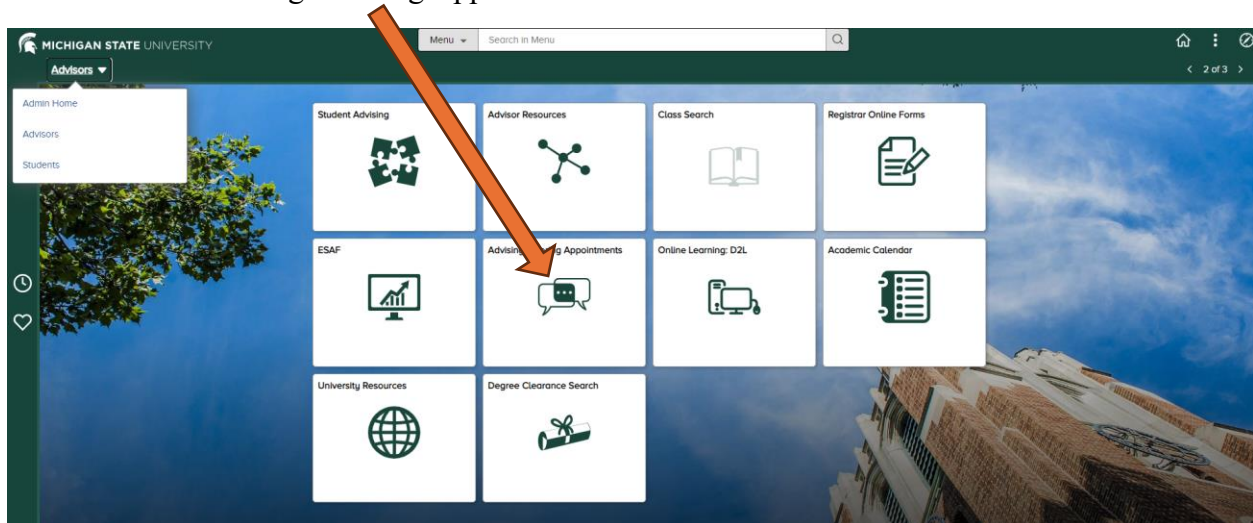 MICHIGAN STATE UNIVERSITY
Menu
Search in Menu
Advisors
2 of 3
Admin Home
Advisors
Students
Student Advising
Advisor Resources
Class Search
Registrar Online Forms
ESAF
Advising Appointments
Online Learning: D2L
Academic Calendar
University Resources
Degree Clearance Search